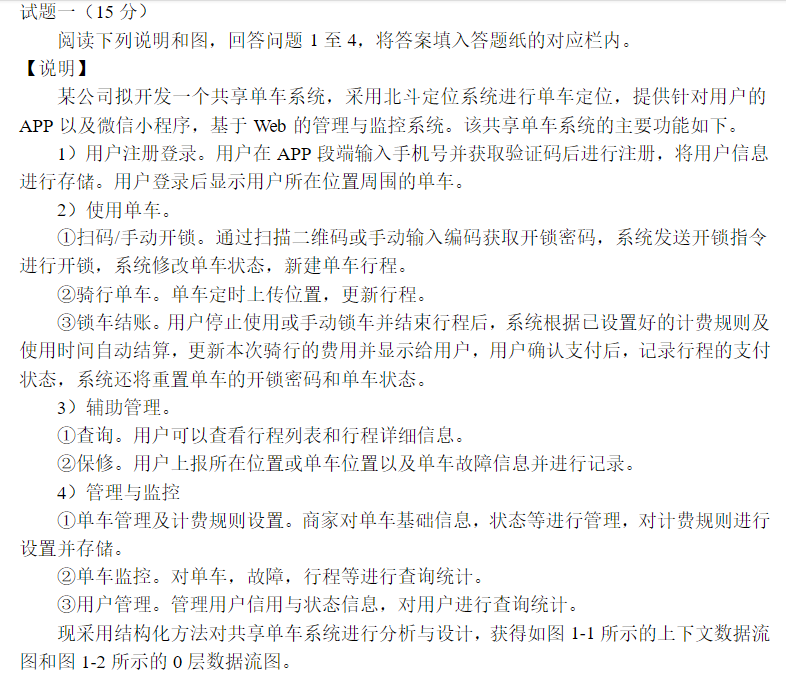 试题一（15 分）
阅读下列说明和图，回答问题 1 至 4，将答案填入答题纸的对应栏内。
【说明】
某公司拟开发一个共享单车系统，采用北斗定位系统进行单车定位，提供针对用户的
APP 以及微信小程序，基于 Web 的管理与监控系统。该共享单车系统的主要功能如下。
1）用户注册登录。用户在 APP 段端输入手机号并获取验证码后进行注册，将用户信息
进行存储。用户登录后显示用户所在位置周围的单车。
2）使用单车。
①扫码/手动开锁。通过扫描二维码或手动输入编码获取开锁密码，系统发送开锁指令
进行开锁，系统修改单车状态，新建单车行程。
②骑行单车。单车定时上传位置，更新行程。
③锁车结账。用户停止使用或手动锁车并结束行程后，系统根据已设置好的计费规则及
使用时间自动结算，更新本次骑行的费用并显示给用户，用户确认支付后，记录行程的支付
状态，系统还将重置单车的开锁密码和单车状态。
3）辅助管理。
①查询。用户可以查看行程列表和行程详细信息。
②保修。用户上报所在位置或单车位置以及单车故障信息并进行记录。
4）管理与监控
①单车管理及计费规则设置。商家对单车基础信息，状态等进行管理，对计费规则进行
设置并存储。
②单车监控。对单车，故障，行程等进行查询统计。
③用户管理。管理用户信用与状态信息，对用户进行查询统计。
现采用结构化方法对共享单车系统进行分析与设计，获得如图 1-1 所示的上下文数据流
图和图 1-2 所示的 0 层数据流图。